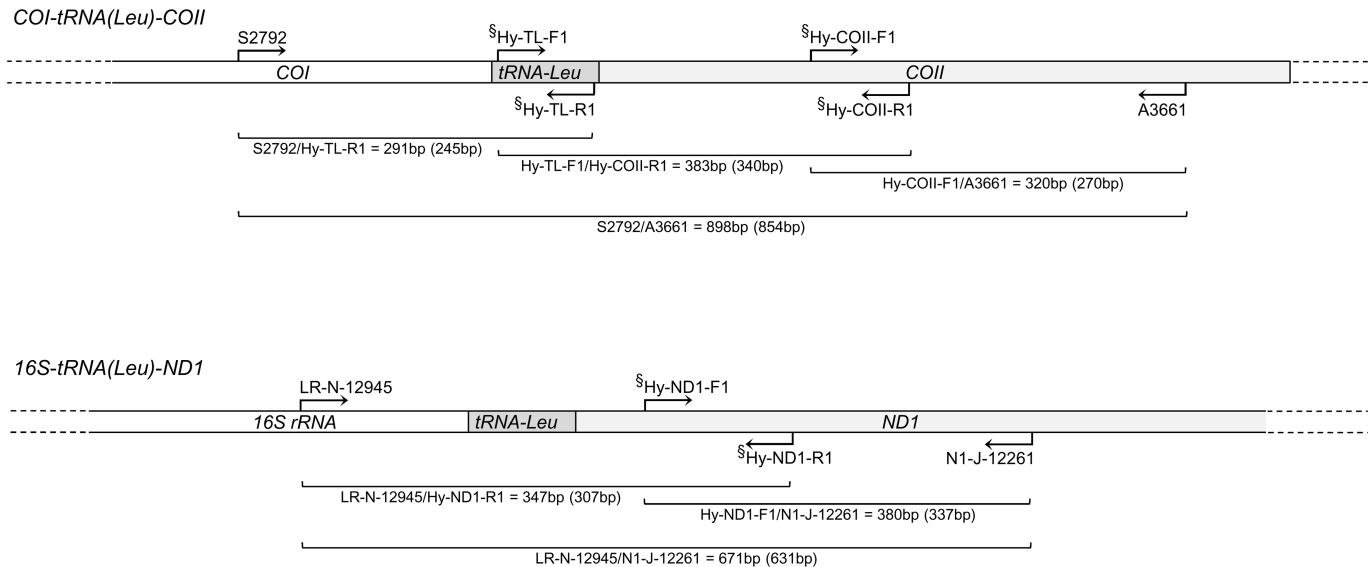 COI-tRNA(Leu)-COII
S2792
§Hy-TL-F1
§Hy-COII-F1
COI
tRNA-Leu
COII
§Hy-TL-R1
§Hy-COII-R1
A3661
S2792/Hy-TL-R1 = 291bp (245bp)
Hy-TL-F1/Hy-COII-R1 = 383bp (340bp)
Hy-COII-F1/A3661 = 320bp (270bp)
S2792/A3661 = 898bp (854bp)
16S-tRNA(Leu)-ND1
LR-N-12945
§Hy-ND1-F1
16S rRNA
tRNA-Leu
ND1
§Hy-ND1-R1
N1-J-12261
LR-N-12945/Hy-ND1-R1 = 347bp (307bp)
Hy-ND1-F1/N1-J-12261 = 380bp (337bp)
LR-N-12945/N1-J-12261 = 671bp (631bp)